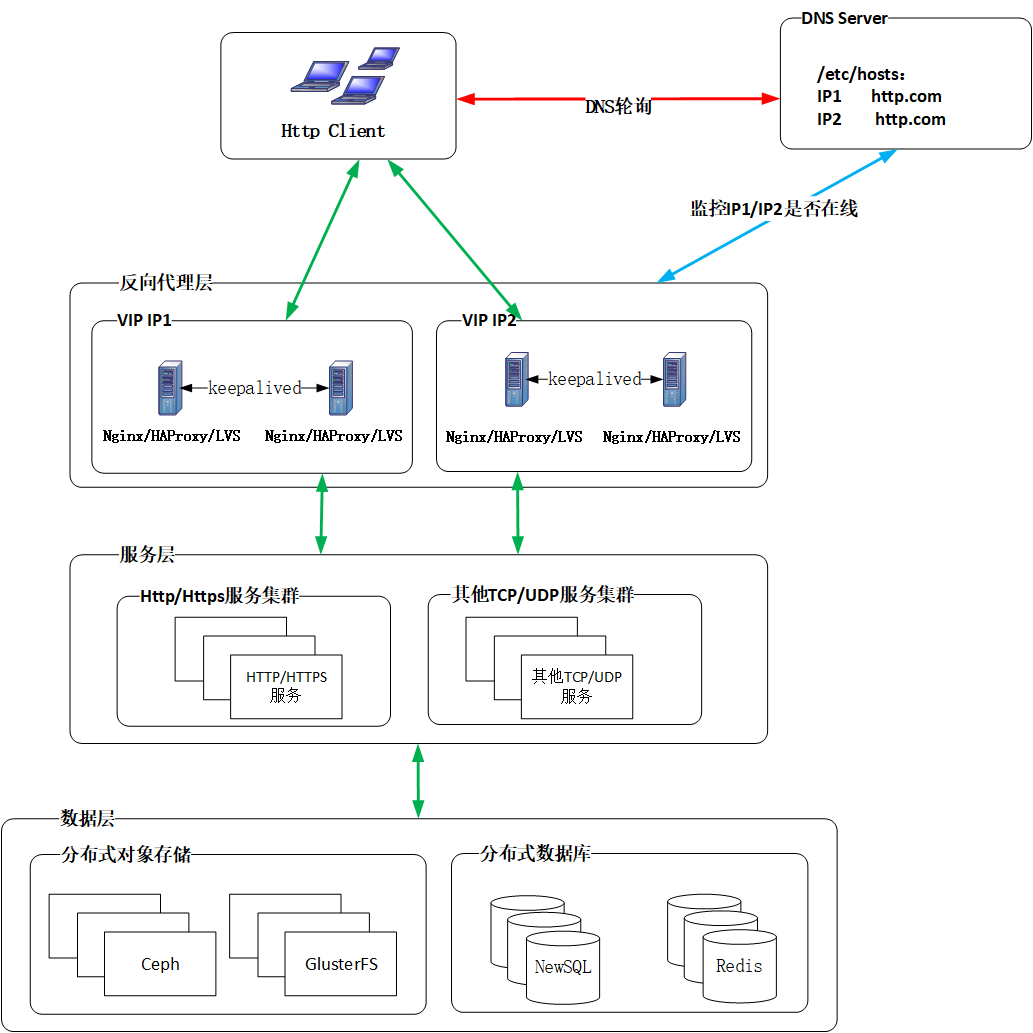 DNS Server
/etc/hosts:
IP1 http.com
IP2 http.com
Http Client
DNS轮询
监控IP1/IP2是否在线
反向代理层
VIP IP1
VIP IP2
keepalived
keepalived
Nginx/HAProxy/LVS
Nginx/HAProxy/LVS
Nginx/HAProxy/LVS
Nginx/HAProxy/LVS
服务层
Http/Https服务集群
其他TCP/UDP服务集群
HTTP/HTTPS
服务
其他TCP/UDP
服务
数据层
分布式对象存储
分布式数据库
Ceph
GlusterFS
NewSQL
Redis